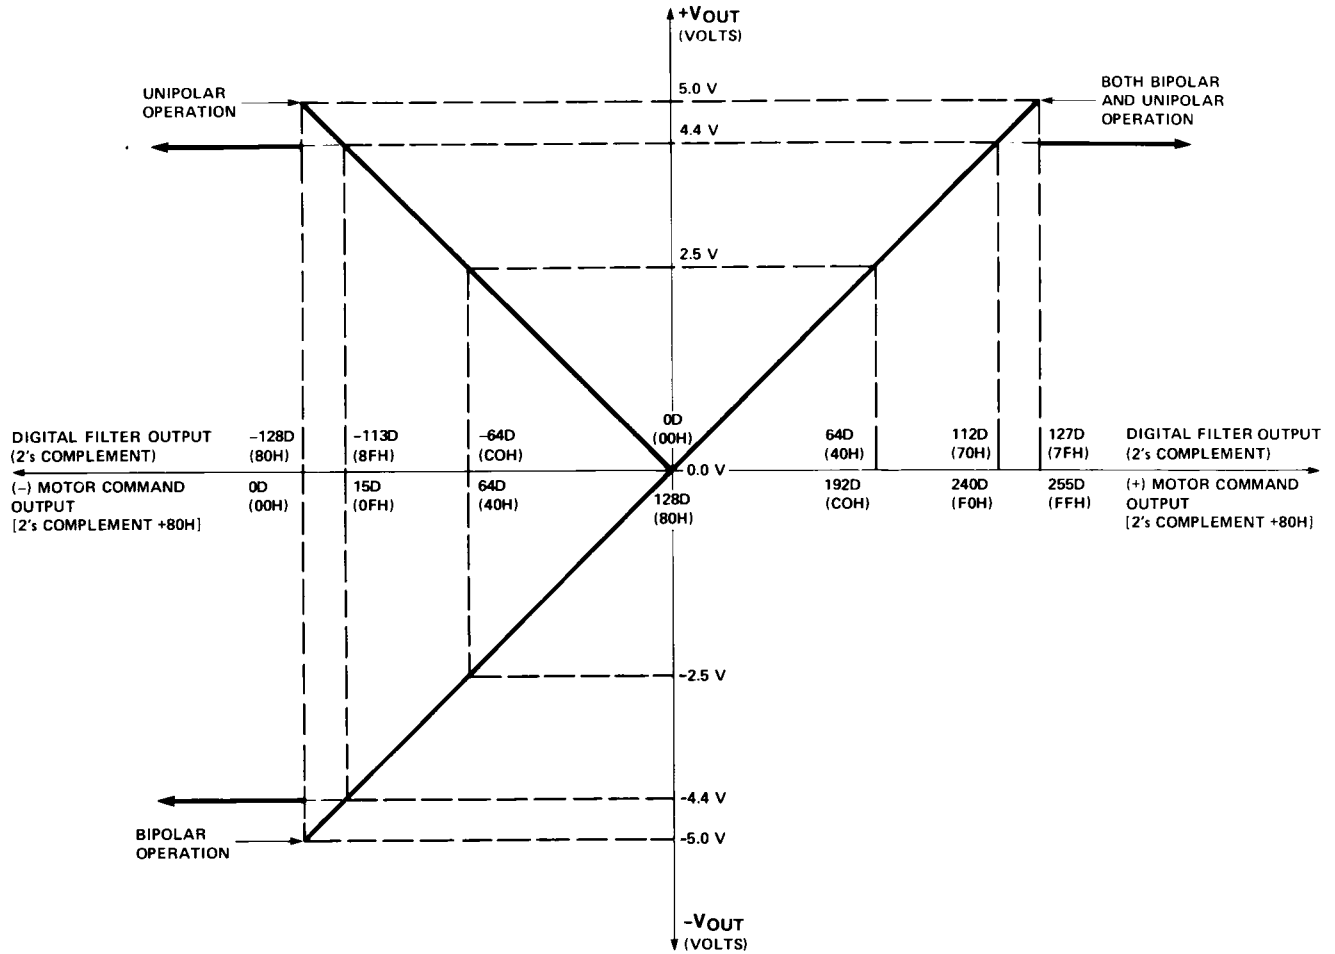 +VOUT
(VOLTS)
UNIPOLAR
OPERATION
5.0 V
BOTH BIPOLAR
AND UNIPOLAR
OPERATION
4.4 V
2.5 V
0D
(00H)
DIGITAL FILTER OUTPUT
(2's COMPLEMENT)
-128D
(80H)
-113D
(8FH)
-64D
(COH)
64D
(40H)
112D
(70H)
127D
(7FH)
DIGITAL FILTER OUTPUT
(2's COMPLEMENT)
0.0 V
(-) MOTOR COMMAND
OUTPUT
[2's COMPLEMENT +80H]
0D
(00H)
15D
(0FH)
64D
(40H)
128D
(80H)
192D
(COH)
240D
(F0H)
255D
(FFH)
(+) MOTOR COMMAND
OUTPUT
[2's COMPLEMENT +80H]
-2.5 V
-4.4 V
BIPOLAR
OPERATION
-5.0 V
-VOUT
(VOLTS)